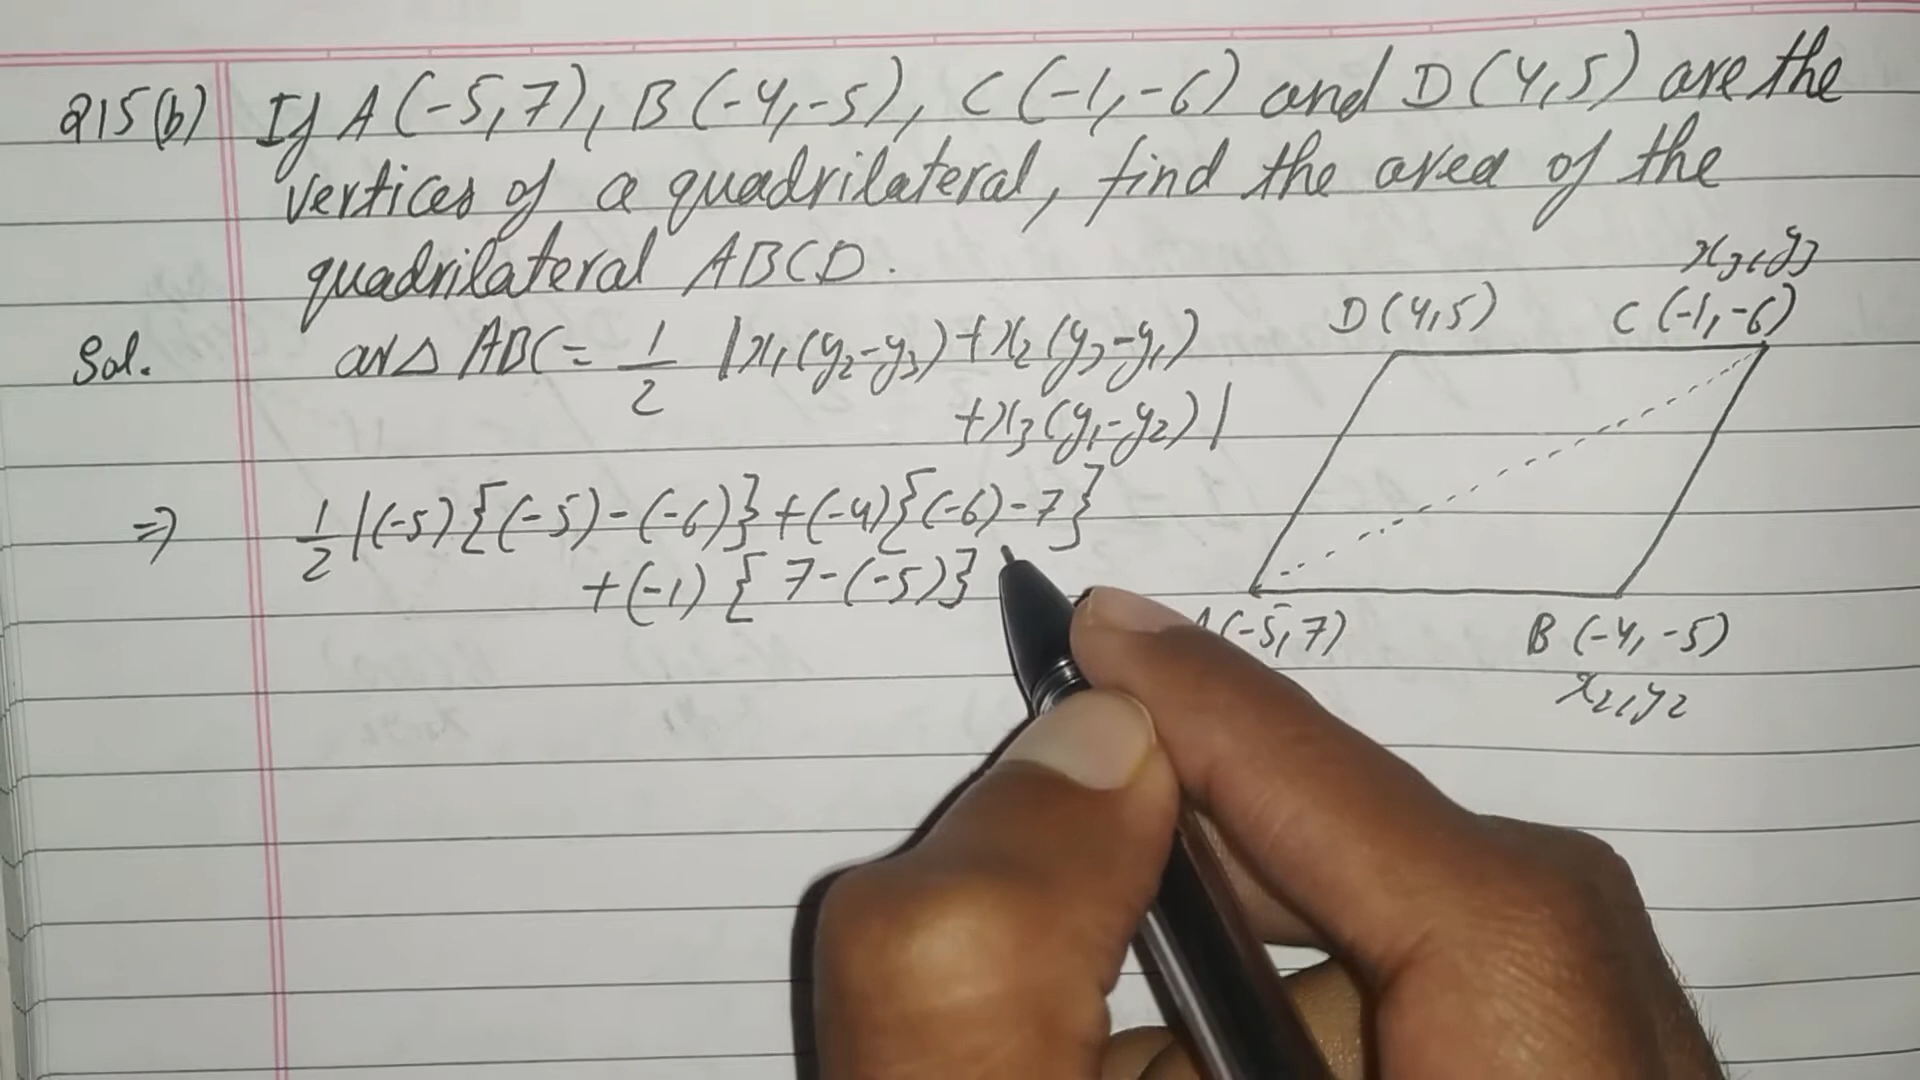 Q15(b) If A(-5,7), B(-4,-5), C(-1,-6) and D(4,5) are the
vertices of a quadrilateral, find the area of the
quadrilateral ABCD.
Sol. ar△ ABC = 1/2 |x₁(y₂-y₃)+x₂(y₃-y₁)
+x₃(y₁-y₂)|
⇒ 1/2 |(-5){(-5)-(-6)}+(-4){(-6)-7}
+(-1){7-(-5)}
x₃,y₃
D(4,5) C(-1,-6)
A(-5,7) B(-4,-5)
x₂,y₂